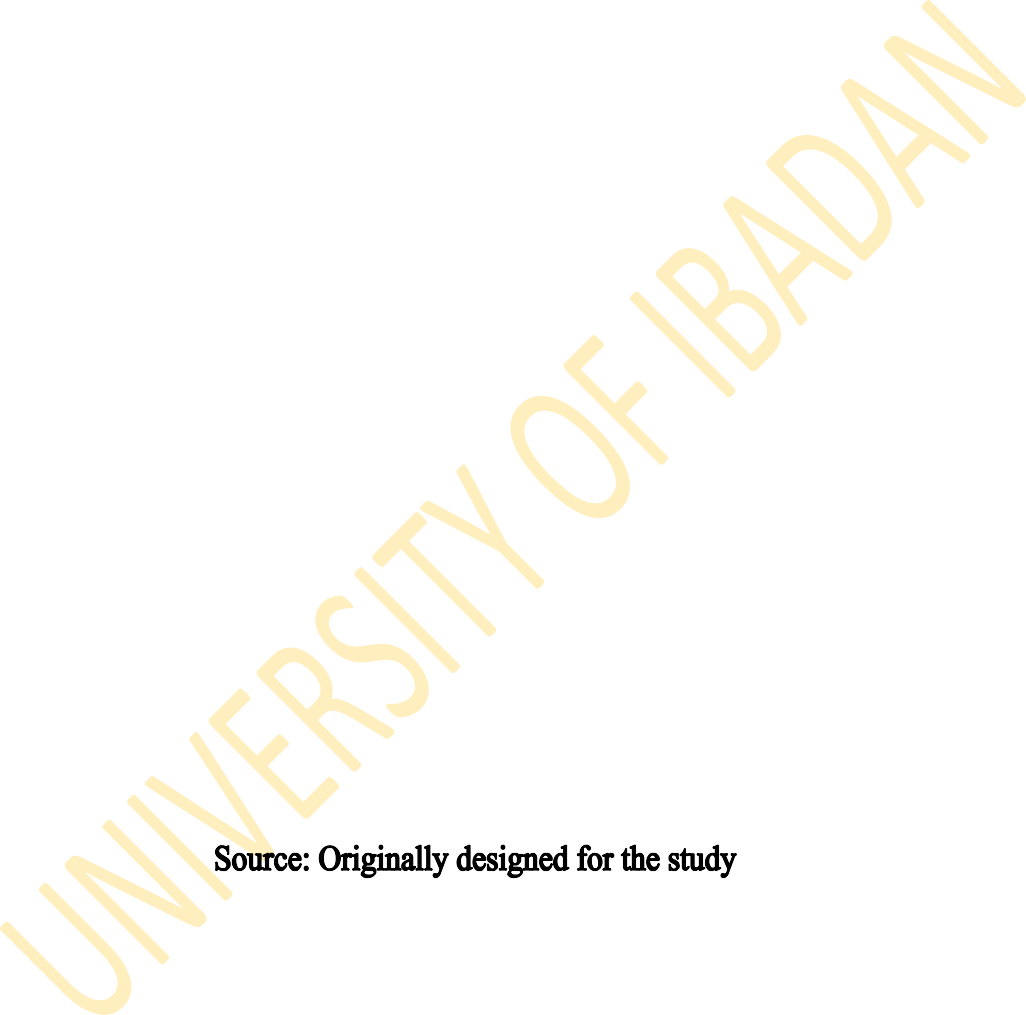 UNIVERSITY OF IBADAN
Source: Originally designed for the study